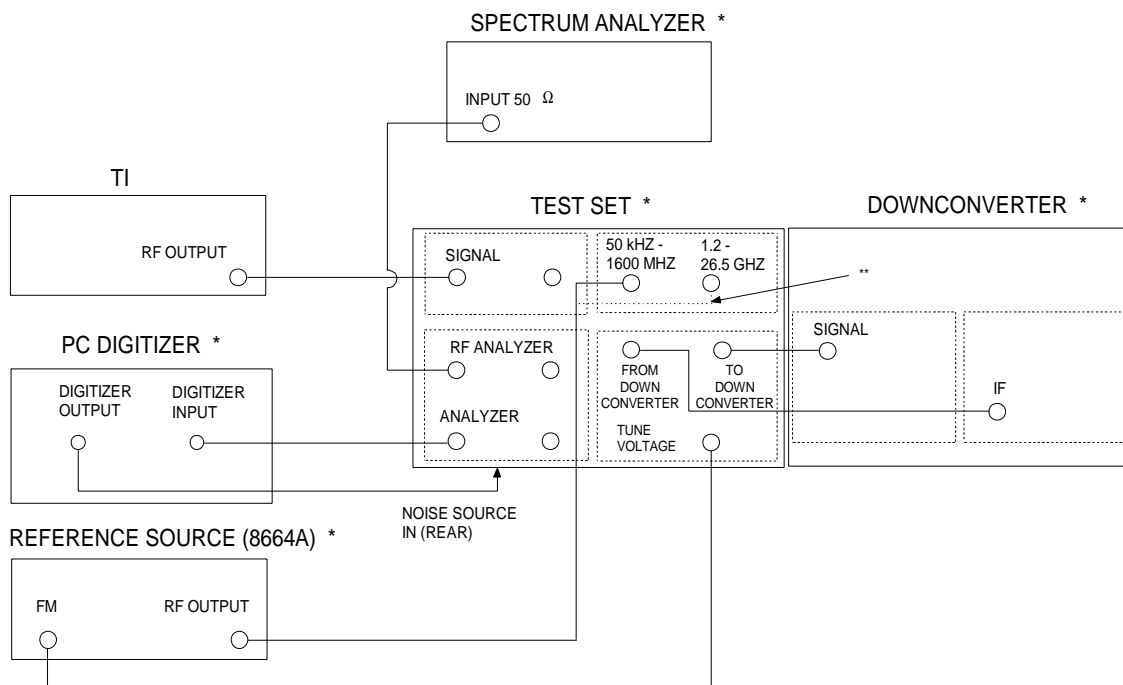 SPECTRUM ANALYZER *
INPUT 50 Ω
TI
RF OUTPUT
TEST SET *
SIGNAL
50 kHZ -
1600 MHZ
1.2 -
26.5 GHZ
**
RF ANALYZER
ANALYZER
FROM
DOWN
CONVERTER
TO
DOWN
CONVERTER
TUNE
VOLTAGE
DOWNCONVERTER *
SIGNAL
IF
PC DIGITIZER *
DIGITIZER
OUTPUT
DIGITIZER
INPUT
NOISE SOURCE
IN (REAR)
REFERENCE SOURCE (8664A) *
FM
RF OUTPUT